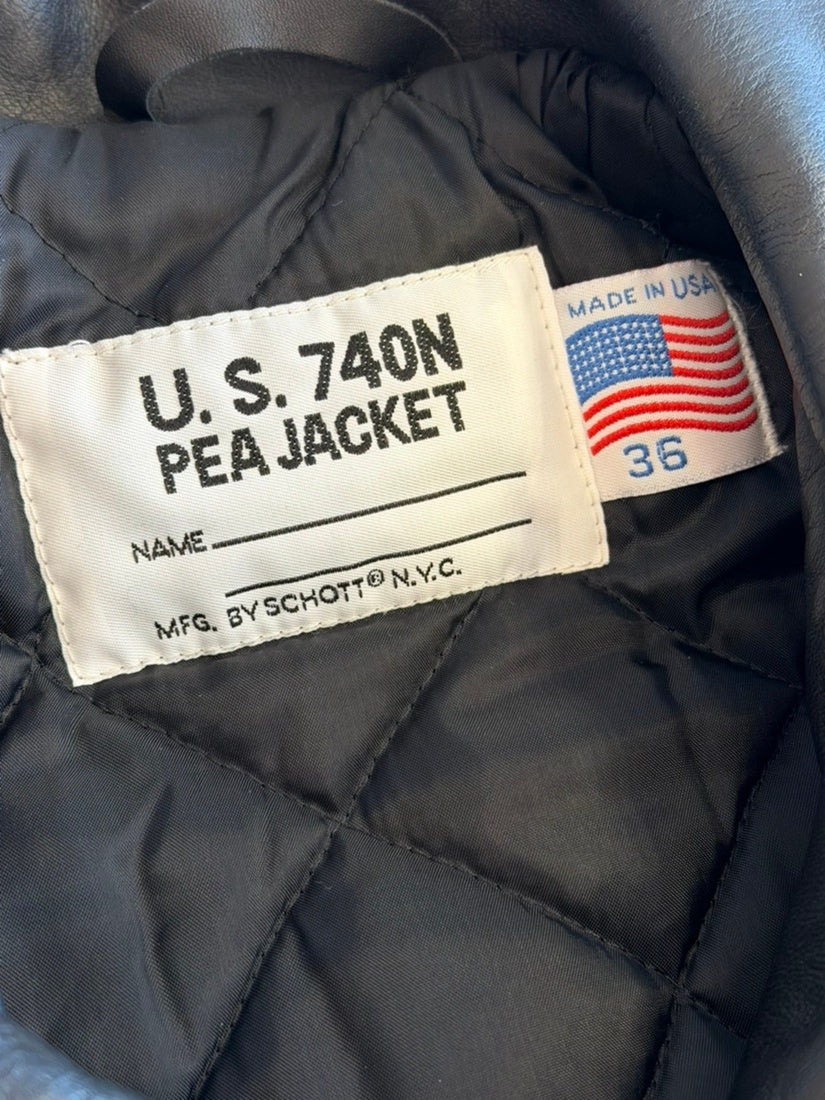 U. S. 740N
PEA JACKET
NAME
MFG. BY SCHOTT® N.Y.C.
MADE IN USA
36